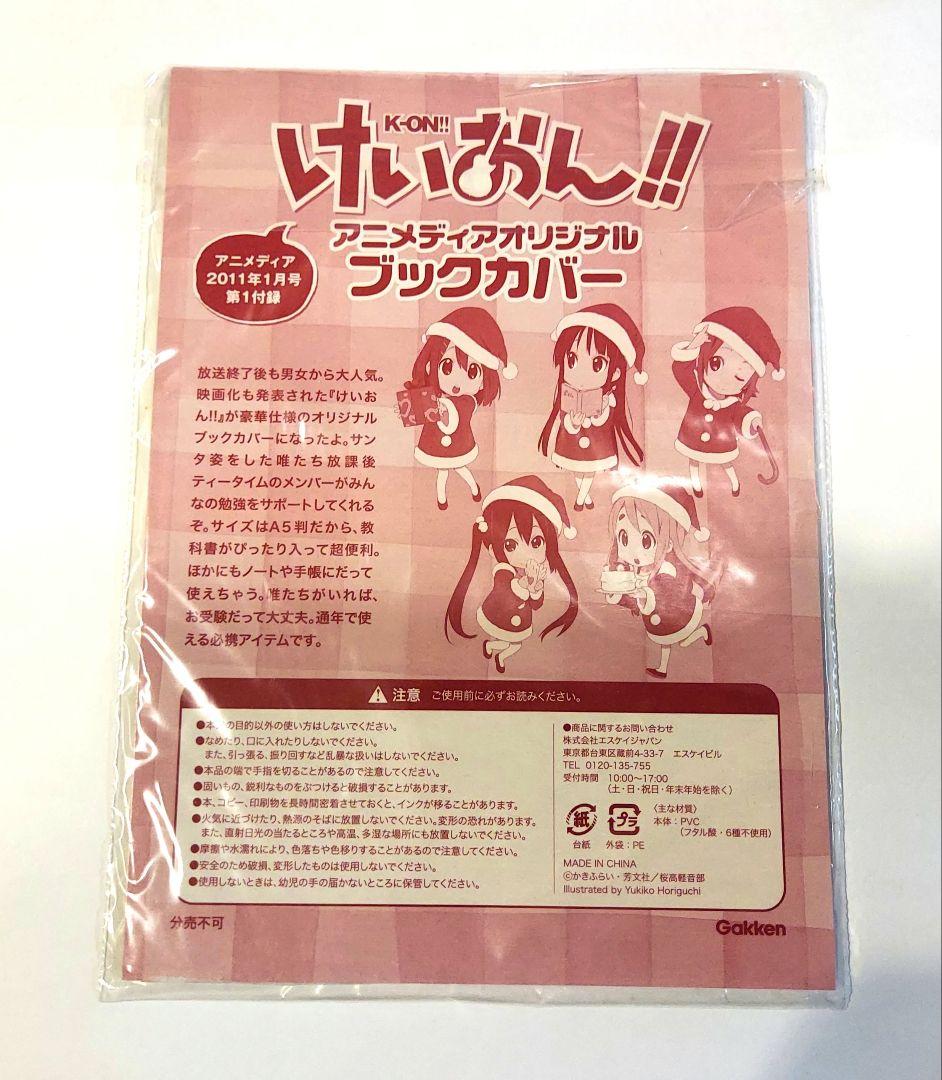 K-ON!!
けいおん!!
アニメディアオリジナル
ブックカバー
アニメディア
2011年1月号
第1付録
放送終了後も男女から大人気。
映画化も発表された『けいお
ん!!』が豪華仕様のオリジナル
ブックカバーになったよ。サン
タ姿をした唯たち放課後
ティータイムのメンバーがみん
なの勉強をサポートしてくれる
ぞ。サイズはA5判だから、教
科書がぴったり入って超便利。
ほかにもノートや手帳にだって
使えちゃう。唯たちがいれば、
お受験だって大丈夫。通年で使
える必携アイテムです。
注意 ご使用前に必ずお読みください。
●本来の目的以外の使い方はしないでください。
●なめたり、口に入れたりしないでください。
また、引っ張る、振り回すなど乱暴な扱いはしないでください。
●本品の端で手指を切ることがあるので注意してください。
●固いもの、鋭利なものをぶつけると破損することがあります。
●本、コピー、印刷物を長時間密着させておくと、インクが移ることがあります。
●火気に近づけたり、熱源のそばに放置しないでください。変形の恐れがあります。
また、直射日光の当たるところや高温、多湿な場所にも放置しないでください。
●摩擦や水濡れにより、色落ちや色移りすることがあるので注意してください。
●安全のため破損、変形したものは使用しないでください。
●使用しないときは、幼児の手の届かないところに保管してください。
●商品に関するお問い合わせ
株式会社エスケイジャパン
東京都台東区蔵前4-33-7 エスケイビル
TEL 0120-135-755
受付時間 10:00〜17:00
(土・日・祝日・年末年始を除く)
紙
台紙
プラ
外袋:PE
〈主な材質〉
本体:PVC
(フタル酸・6種不使用)
MADE IN CHINA
©かきふらい・芳文社/桜高軽音部
Illustrated by Yukiko Horiguchi
分売不可
Gakken